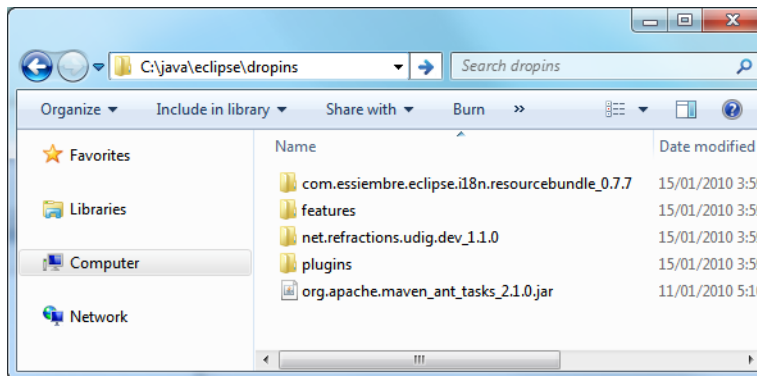 C:\java\eclipse\dropins
Search dropins
Organize Include in library Share with Burn »
Favorites
Libraries
Computer
Network
Name Date modified
com.essiembre.eclipse.i18n.resourcebundle_0.7.7 15/01/2010 3:5
features 15/01/2010 3:5
net.refractions.udig.dev_1.1.0 15/01/2010 3:5
plugins 15/01/2010 3:5
org.apache.maven_ant_tasks_2.1.0.jar 11/01/2010 5:1